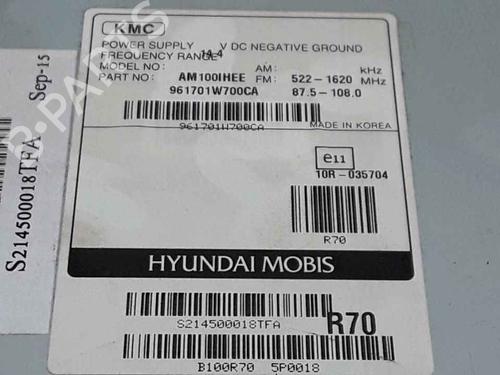 KMC
POWER SUPPLY 14.4 V DC NEGATIVE GROUND
FREQUENCY RANGE
MODEL NO: AM100IHEE AM: 522-1620 KHz
PART NO: 961701W700CA FM: 87.5-108.0 MHz
961701W700CA
MADE IN KOREA
e11
10R-035704
R70
HYUNDAI MOBIS
S214500018TFA
R70
B100R70 5P0018
Sep-15
S214500018TFA